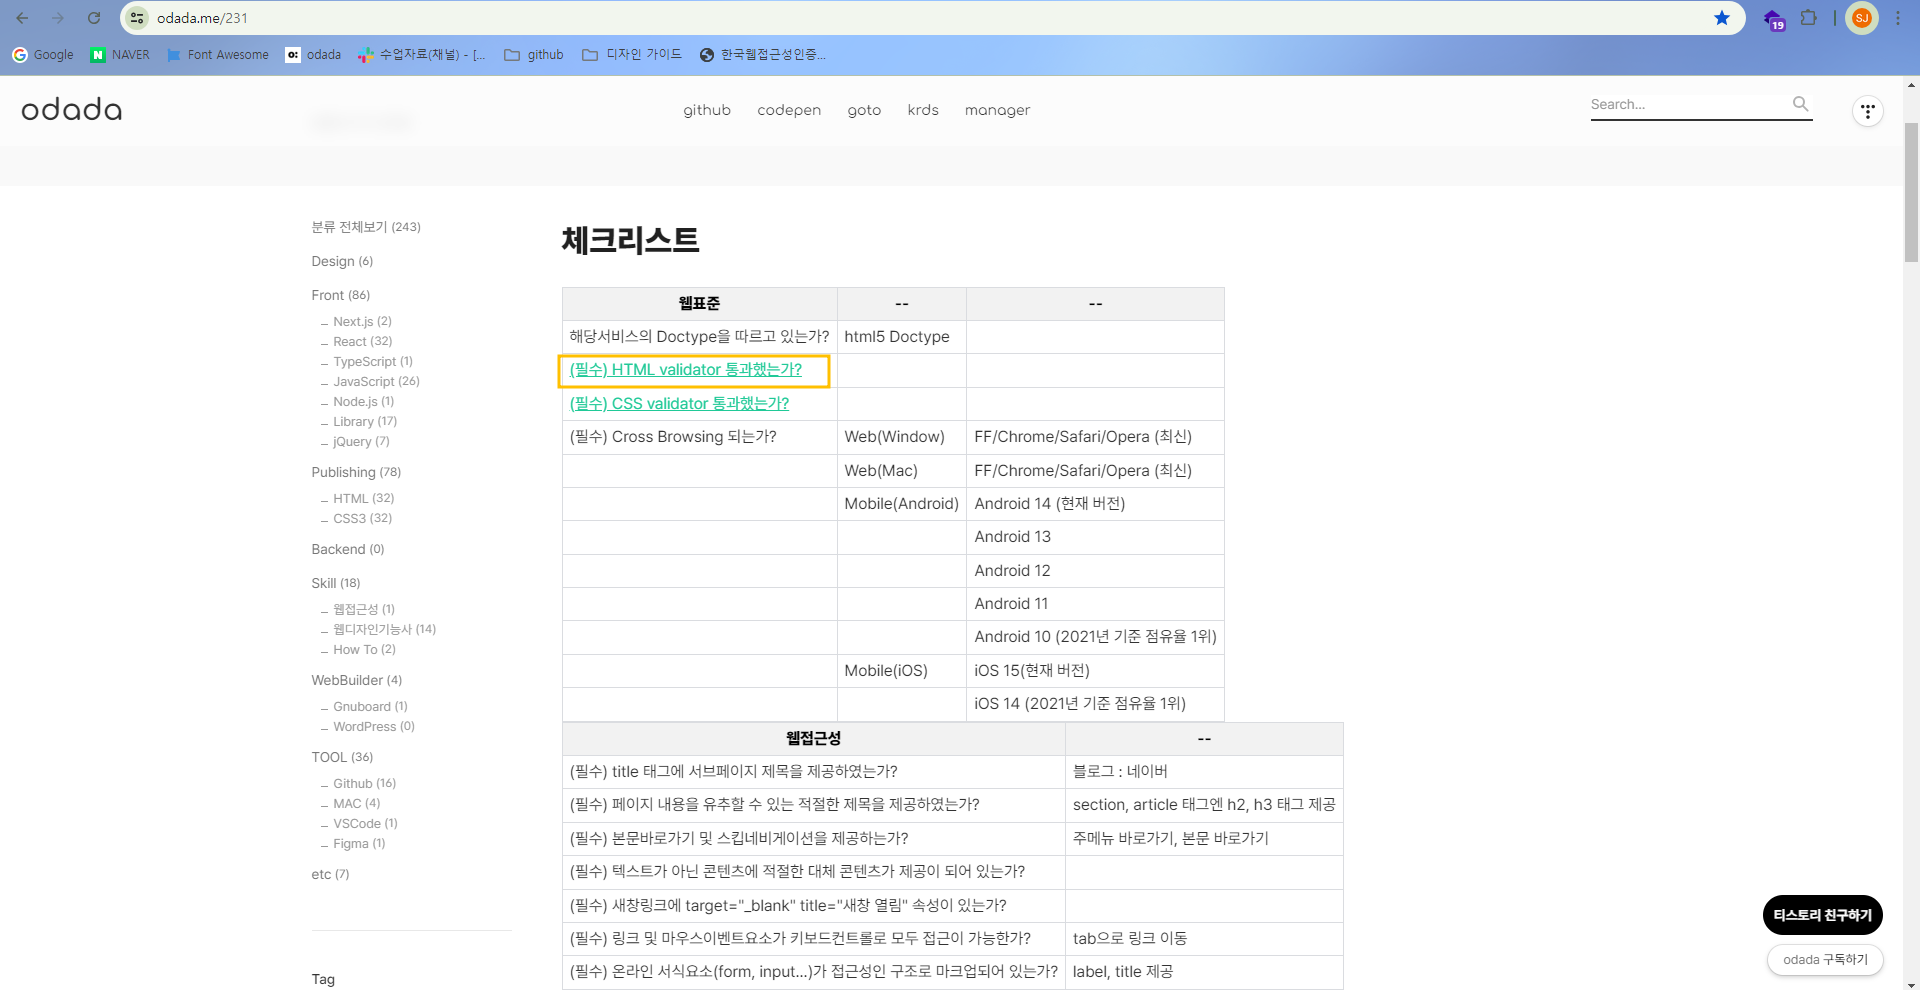 odada.me/231
19
SJ
Google
NAVER
Font Awesome
odada
수업자료(채널) - [...
github
디자인 가이드
한국웹접근성인증...
odada
github
codepen
goto
krds
manager
Search...
분류 전체보기 (243)
Design (6)
Front (86)
Next.js (2)
React (32)
TypeScript (1)
JavaScript (26)
Node.js (1)
Library (17)
jQuery (7)
Publishing (78)
HTML (32)
CSS3 (32)
Backend (0)
Skill (18)
웹접근성 (1)
웹디자인기능사 (14)
How To (2)
WebBuilder (4)
Gnuboard (1)
WordPress (0)
TOOL (36)
Github (16)
MAC (4)
VSCode (1)
Figma (1)
etc (7)
Tag
체크리스트
웹표준 -- --
해당서비스의 Doctype을 따르고 있는가? html5 Doctype
(필수) HTML validator 통과했는가?
(필수) CSS validator 통과했는가?
(필수) Cross Browsing 되는가? Web(Window) FF/Chrome/Safari/Opera (최신)
Web(Mac) FF/Chrome/Safari/Opera (최신)
Mobile(Android) Android 14 (현재 버전)
Android 13
Android 12
Android 11
Android 10 (2021년 기준 점유율 1위)
Mobile(iOS) iOS 15(현재 버전)
iOS 14 (2021년 기준 점유율 1위)
웹접근성 --
(필수) title 태그에 서브페이지 제목을 제공하였는가? 블로그 : 네이버
(필수) 페이지 내용을 유추할 수 있는 적절한 제목을 제공하였는가? section, article 태그엔 h2, h3 태그 제공
(필수) 본문바로가기 및 스킵네비게이션을 제공하는가? 주메뉴 바로가기, 본문 바로가기
(필수) 텍스트가 아닌 콘텐츠에 적절한 대체 콘텐츠가 제공이 되어 있는가?
(필수) 새창링크에 target="_blank" title="새창 열림" 속성이 있는가?
(필수) 링크 및 마우스이벤트요소가 키보드컨트롤로 모두 접근이 가능한가? tab으로 링크 이동
(필수) 온라인 서식요소(form, input...)가 접근성인 구조로 마크업되어 있는가? label, title 제공
티스토리 친구하기
odada 구독하기